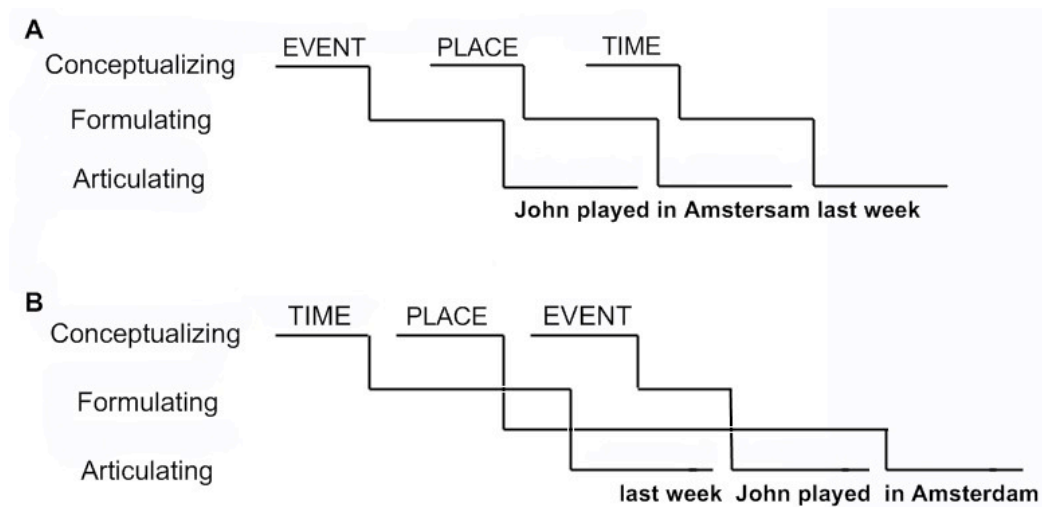 A
EVENT PLACE TIME
Conceptualizing
Formulating
Articulating
John played in Amstersam last week
B
TIME PLACE EVENT
Conceptualizing
Formulating
Articulating
last week John played in Amsterdam